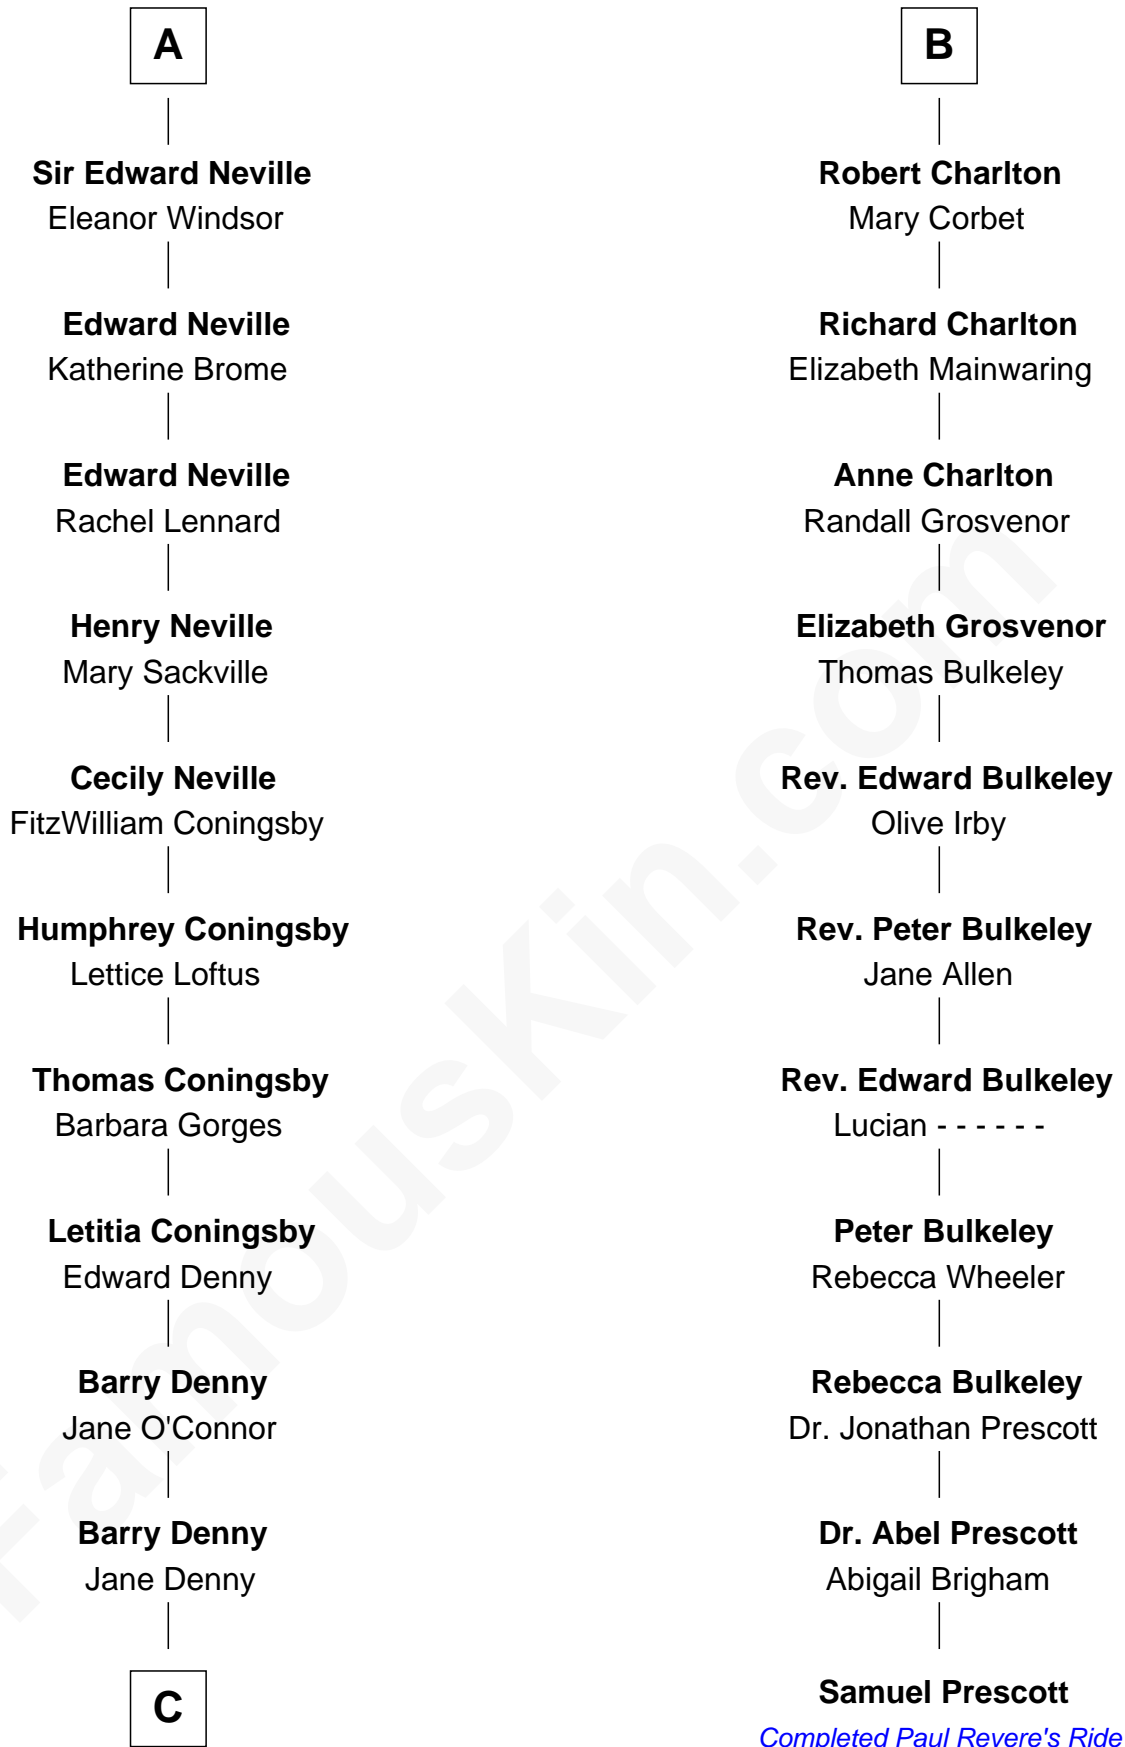 A
Sir Edward Neville
Eleanor Windsor
Edward Neville
Katherine Brome
Edward Neville
Rachel Lennard
Henry Neville
Mary Sackville
Cecily Neville
FitzWilliam Coningsby
Humphrey Coningsby
Lettice Loftus
Thomas Coningsby
Barbara Gorges
Letitia Coningsby
Edward Denny
Barry Denny
Jane O'Connor
Barry Denny
Jane Denny
C
B
Robert Charlton
Mary Corbet
Richard Charlton
Elizabeth Mainwaring
Anne Charlton
Randall Grosvenor
Elizabeth Grosvenor
Thomas Bulkeley
Rev. Edward Bulkeley
Olive Irby
Rev. Peter Bulkeley
Jane Allen
Rev. Edward Bulkeley
Lucian - - - - - -
Peter Bulkeley
Rebecca Wheeler
Rebecca Bulkeley
Dr. Jonathan Prescott
Dr. Abel Prescott
Abigail Brigham
Samuel Prescott
Completed Paul Revere's Ride
FamousKin.com